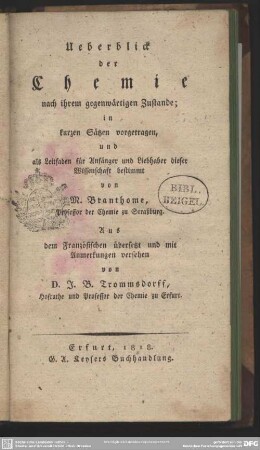 Ueberblick
der
Chemie
nach ihrem gegenwärtigen Zustande;
in
kurzen Sätzen vorgetragen,
und
als Leitfaden für Anfänger und Liebhaber dieser
Wissenschaft bestimmt
von
M. Branthome,
Professor der Chemie zu Straßburg.
BIBL.
BEIGEL.
Aus
dem Französischen übersetzt und mit
Anmerkungen versehen
von
D. J. B. Trommsdorff,
Hofrathe und Professor der Chemie zu Erfurt.
Erfurt, 1818.
G. A. Keysers Buchhandlung.
DFG